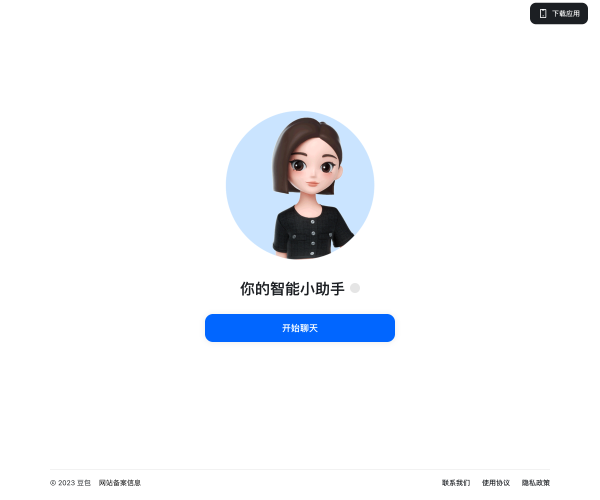 下载应用
你的智能小助手
开始聊天
© 2023 豆包 网站备案信息
联系我们 使用协议 隐私政策